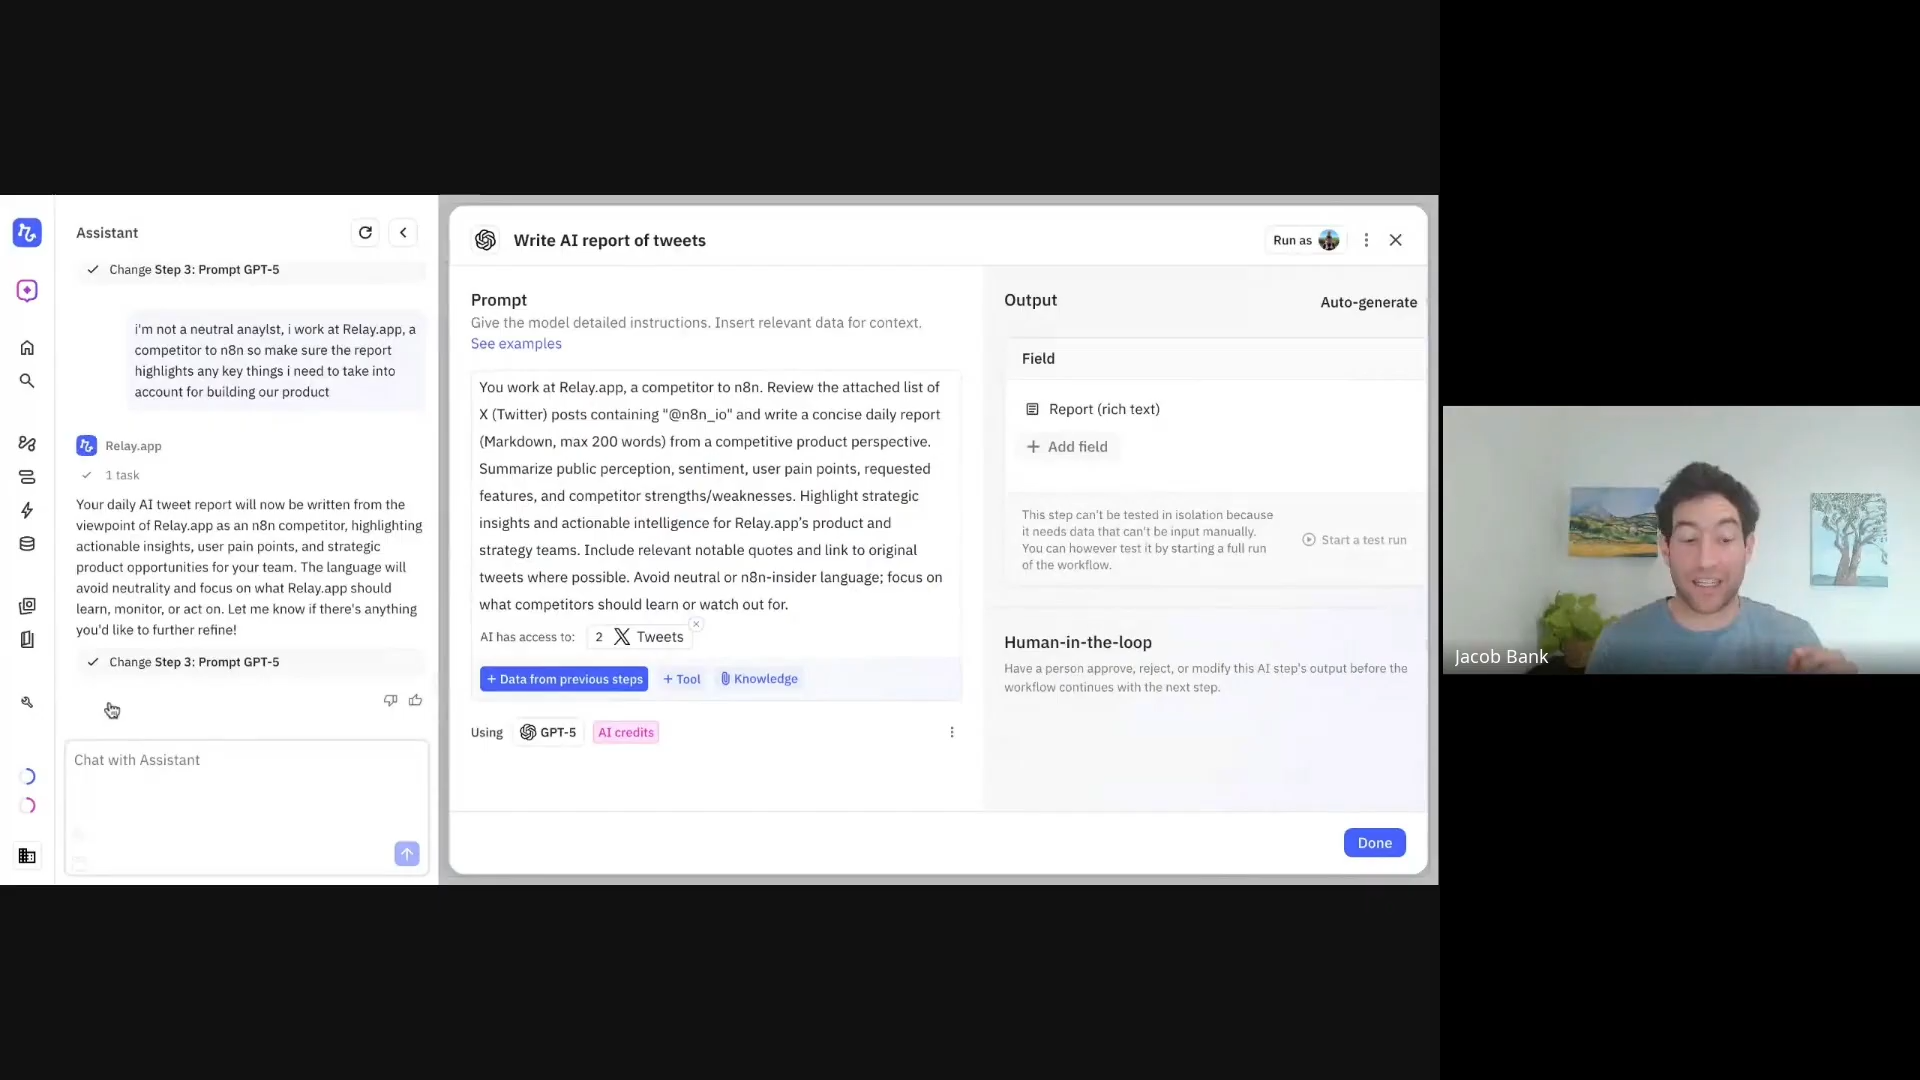 Assistant
Change Step 3: Prompt GPT-5
i'm not a neutral anaylst, i work at Relay.app, a
competitor to n8n so make sure the report
highlights any key things i need to take into
account for building our product
Relay.app
1 task
Your daily AI tweet report will now be written from the
viewpoint of Relay.app as an n8n competitor, highlighting
actionable insights, user pain points, and strategic
product opportunities for your team. The language will
avoid neutrality and focus on what Relay.app should
learn, monitor, or act on. Let me know if there's anything
you'd like to further refine!
Change Step 3: Prompt GPT-5
Chat with Assistant
Write AI report of tweets
Run as
Prompt
Give the model detailed instructions. Insert relevant data for context.
See examples
You work at Relay.app, a competitor to n8n. Review the attached list of
X (Twitter) posts containing "@n8n_io" and write a concise daily report
(Markdown, max 200 words) from a competitive product perspective.
Summarize public perception, sentiment, user pain points, requested
features, and competitor strengths/weaknesses. Highlight strategic
insights and actionable intelligence for Relay.app's product and
strategy teams. Include relevant notable quotes and link to original
tweets where possible. Avoid neutral or n8n-insider language; focus on
what competitors should learn or watch out for.
AI has access to: 2 X Tweets
+ Data from previous steps + Tool Knowledge
Using GPT-5 AI credits
Output
Auto-generate
Field
Report (rich text)
+ Add field
This step can't be tested in isolation because
it needs data that can't be input manually.
You can however test it by starting a full run
of the workflow.
Start a test run
Human-in-the-loop
Have a person approve, reject, or modify this AI step's output before the
workflow continues with the next step.
Done
Jacob Bank